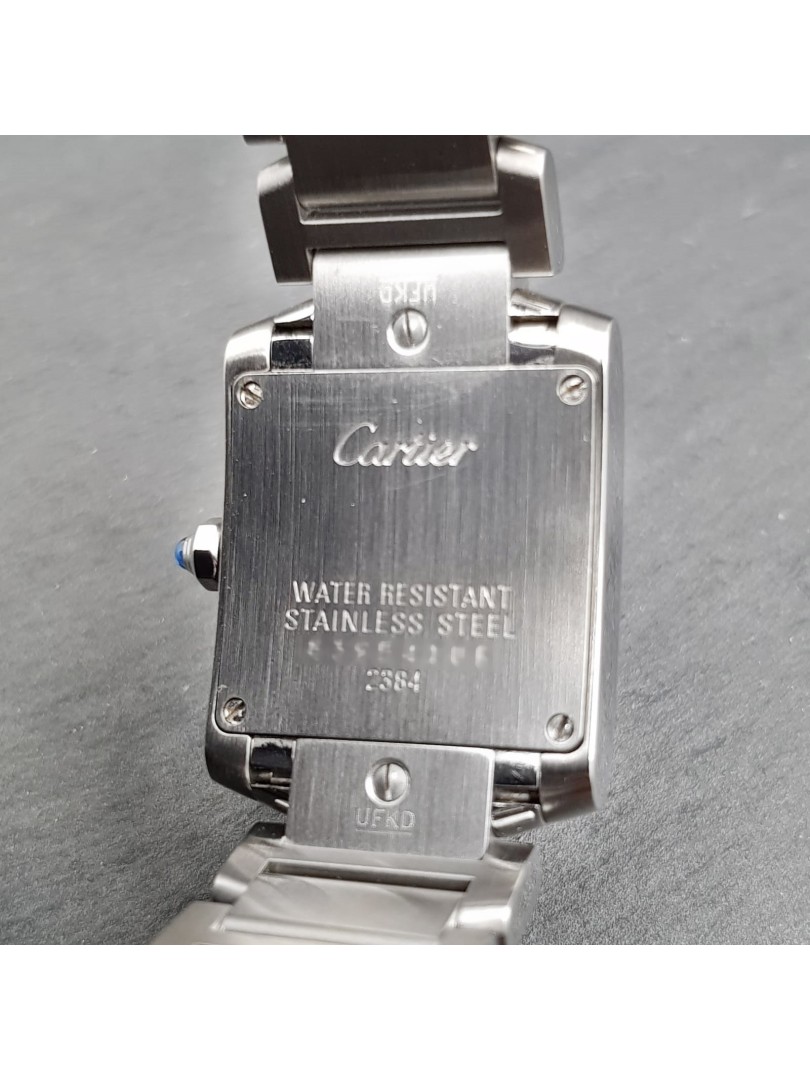 UFKD
Cartier
WATER RESISTANT
STAINLESS STEEL
2384
UFKD